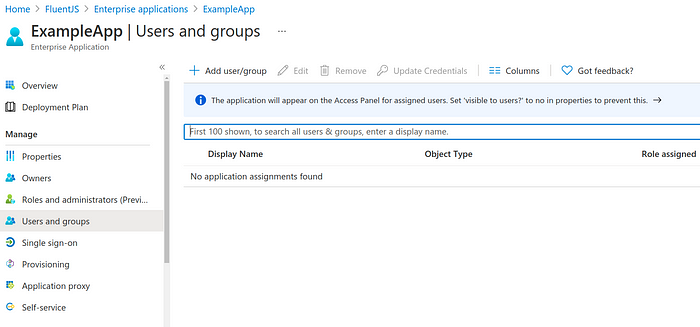 Home > FluentJS > Enterprise applications > ExampleApp
ExampleApp | Users and groups ...
Enterprise Application
«
Overview
Deployment Plan
Manage
Properties
Owners
Roles and administrators (Previ...
Users and groups
Single sign-on
Provisioning
Application proxy
Self-service
+ Add user/group Edit Remove Update Credentials Columns Got feedback?
The application will appear on the Access Panel for assigned users. Set 'visible to users?' to no in properties to prevent this. →
First 100 shown, to search all users & groups, enter a display name.
Display Name Object Type Role assigned
No application assignments found